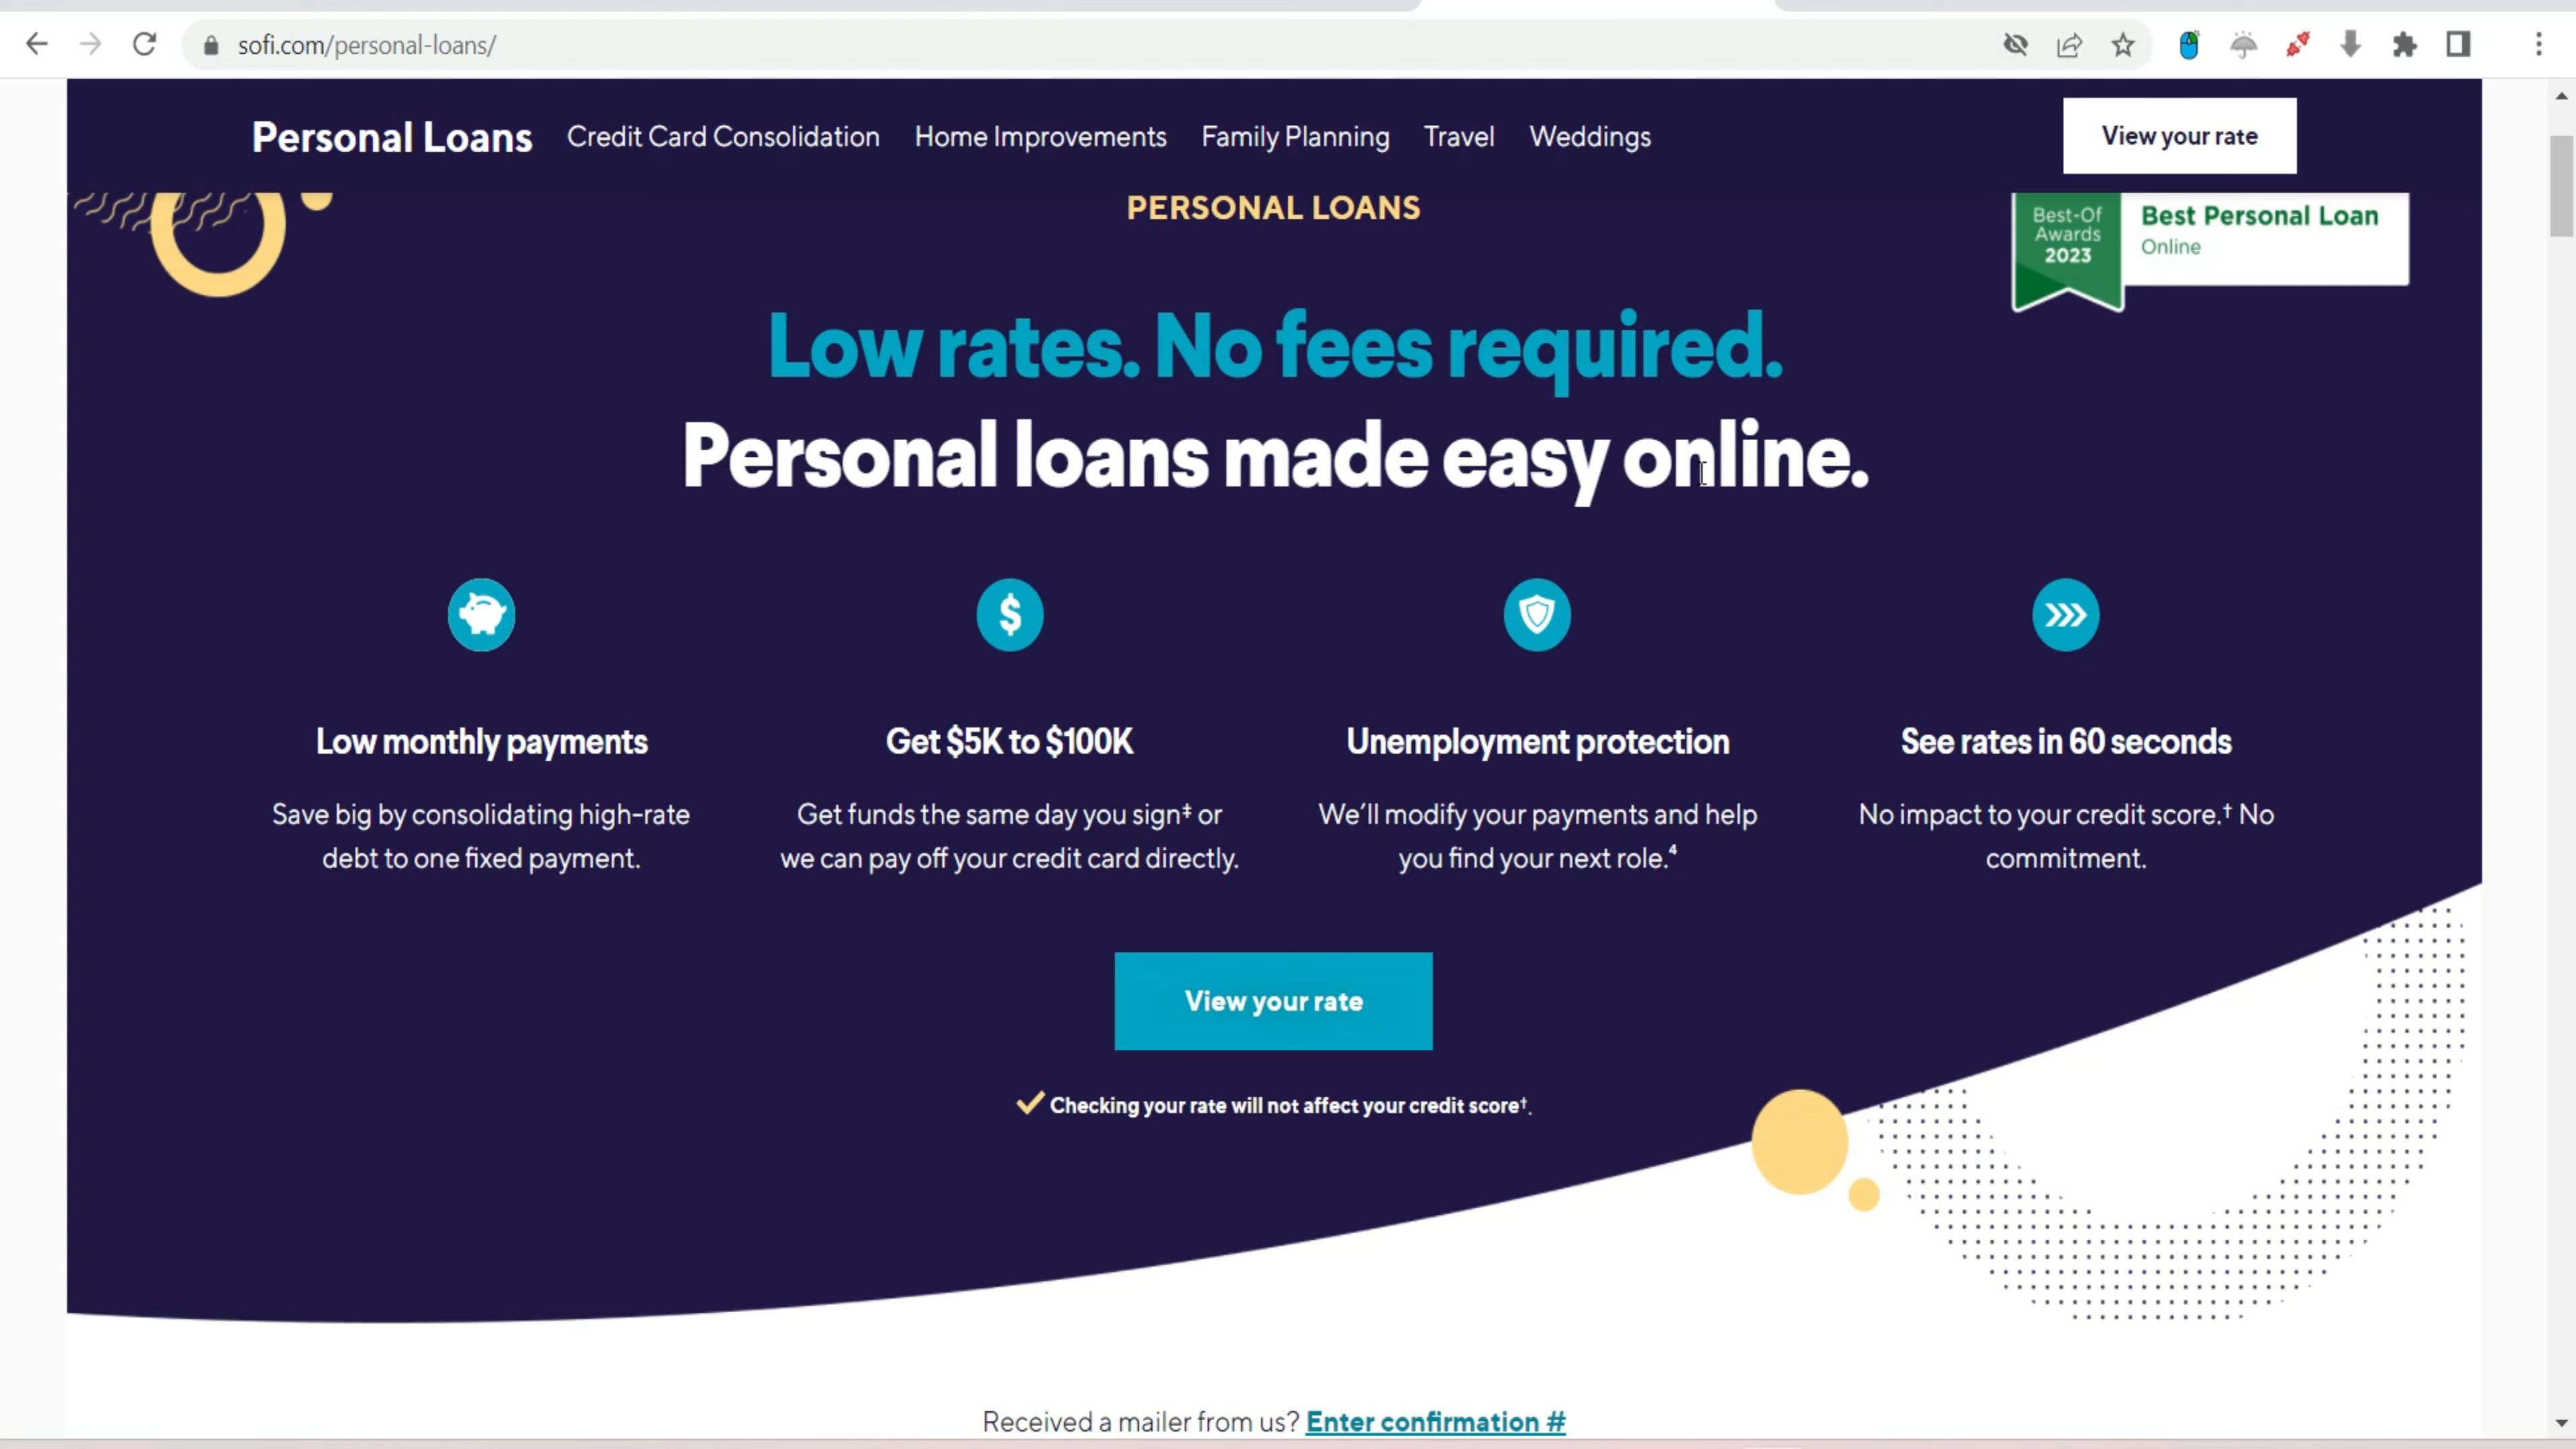 sofi.com/personal-loans/
Personal Loans Credit Card Consolidation Home Improvements Family Planning Travel Weddings View your rate
PERSONAL LOANS
Best-Of
Awards
2023
Best Personal Loan
Online
Low rates. No fees required.
Personal loans made easy online.
Low monthly payments
Save big by consolidating high-rate
debt to one fixed payment.
Get $5K to $100K
Get funds the same day you sign‡ or
we can pay off your credit card directly.
Unemployment protection
We'll modify your payments and help
you find your next role.⁴
See rates in 60 seconds
No impact to your credit score.† No
commitment.
View your rate
Checking your rate will not affect your credit score†.
Received a mailer from us? Enter confirmation #